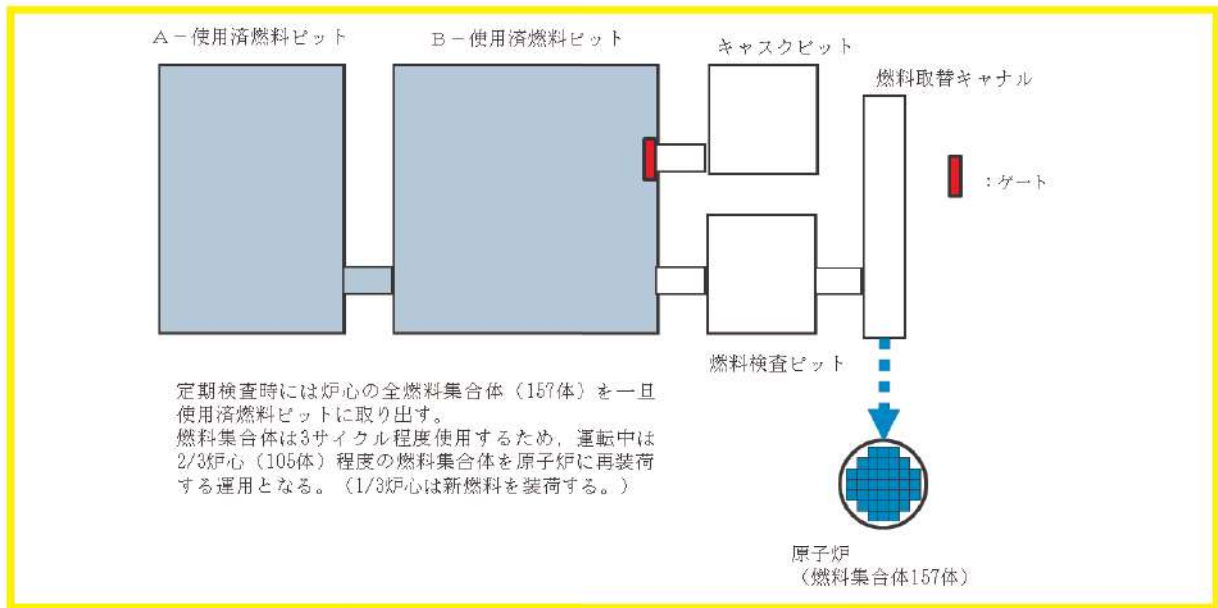 A－使用済燃料ピット
B－使用済燃料ピット
キャスクピット
燃料取替キャナル
：ゲート
燃料検査ピット
定期検査時には炉心の全燃料集合体（157体）を一旦
使用済燃料ピットに取り出す。
燃料集合体は3サイクル程度使用するため，運転中は
2/3炉心（105体）程度の燃料集合体を原子炉に再装荷
する運用となる。（1/3炉心は新燃料を装荷する。）
原子炉
（燃料集合体157体）